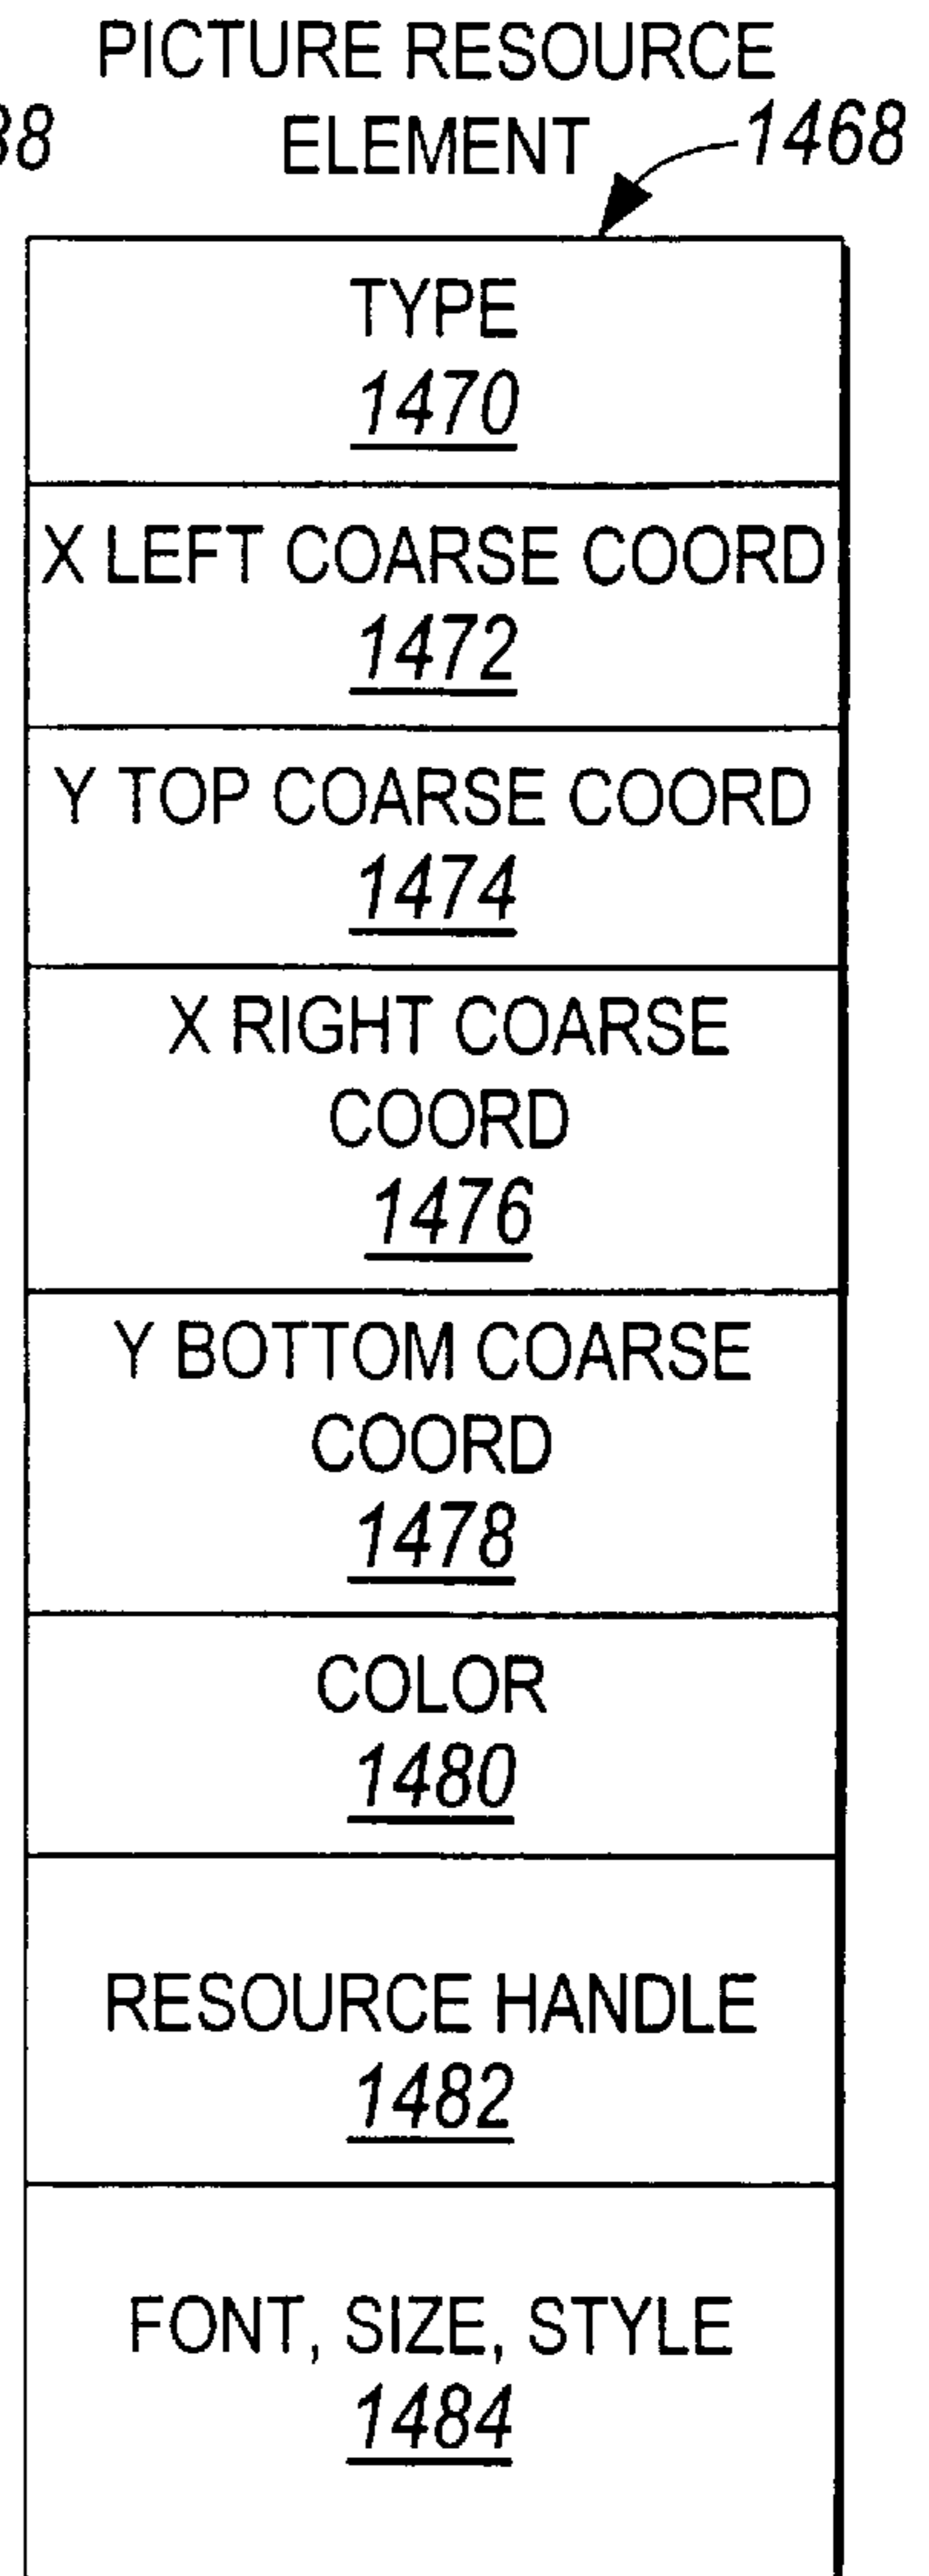 PICTURE RESOURCE
ELEMENT
1468
TYPE
1470
X LEFT COARSE COORD
1472
Y TOP COARSE COORD
1474
X RIGHT COARSE
COORD
1476
Y BOTTOM COARSE
COORD
1478
COLOR
1480
RESOURCE HANDLE
1482
FONT, SIZE, STYLE
1484